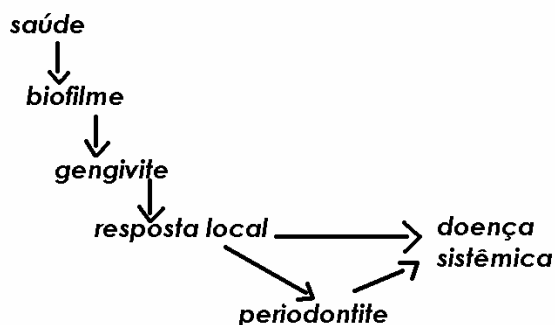 saúde
biofilme
gengivite
resposta local
doença
sistêmica
periodontite